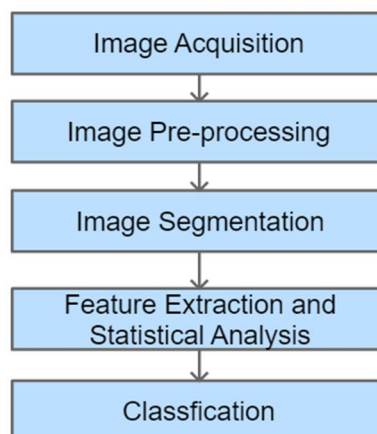 Image Acquisition
Image Pre-processing
Image Segmentation
Feature Extraction and
Statistical Analysis
Classfication